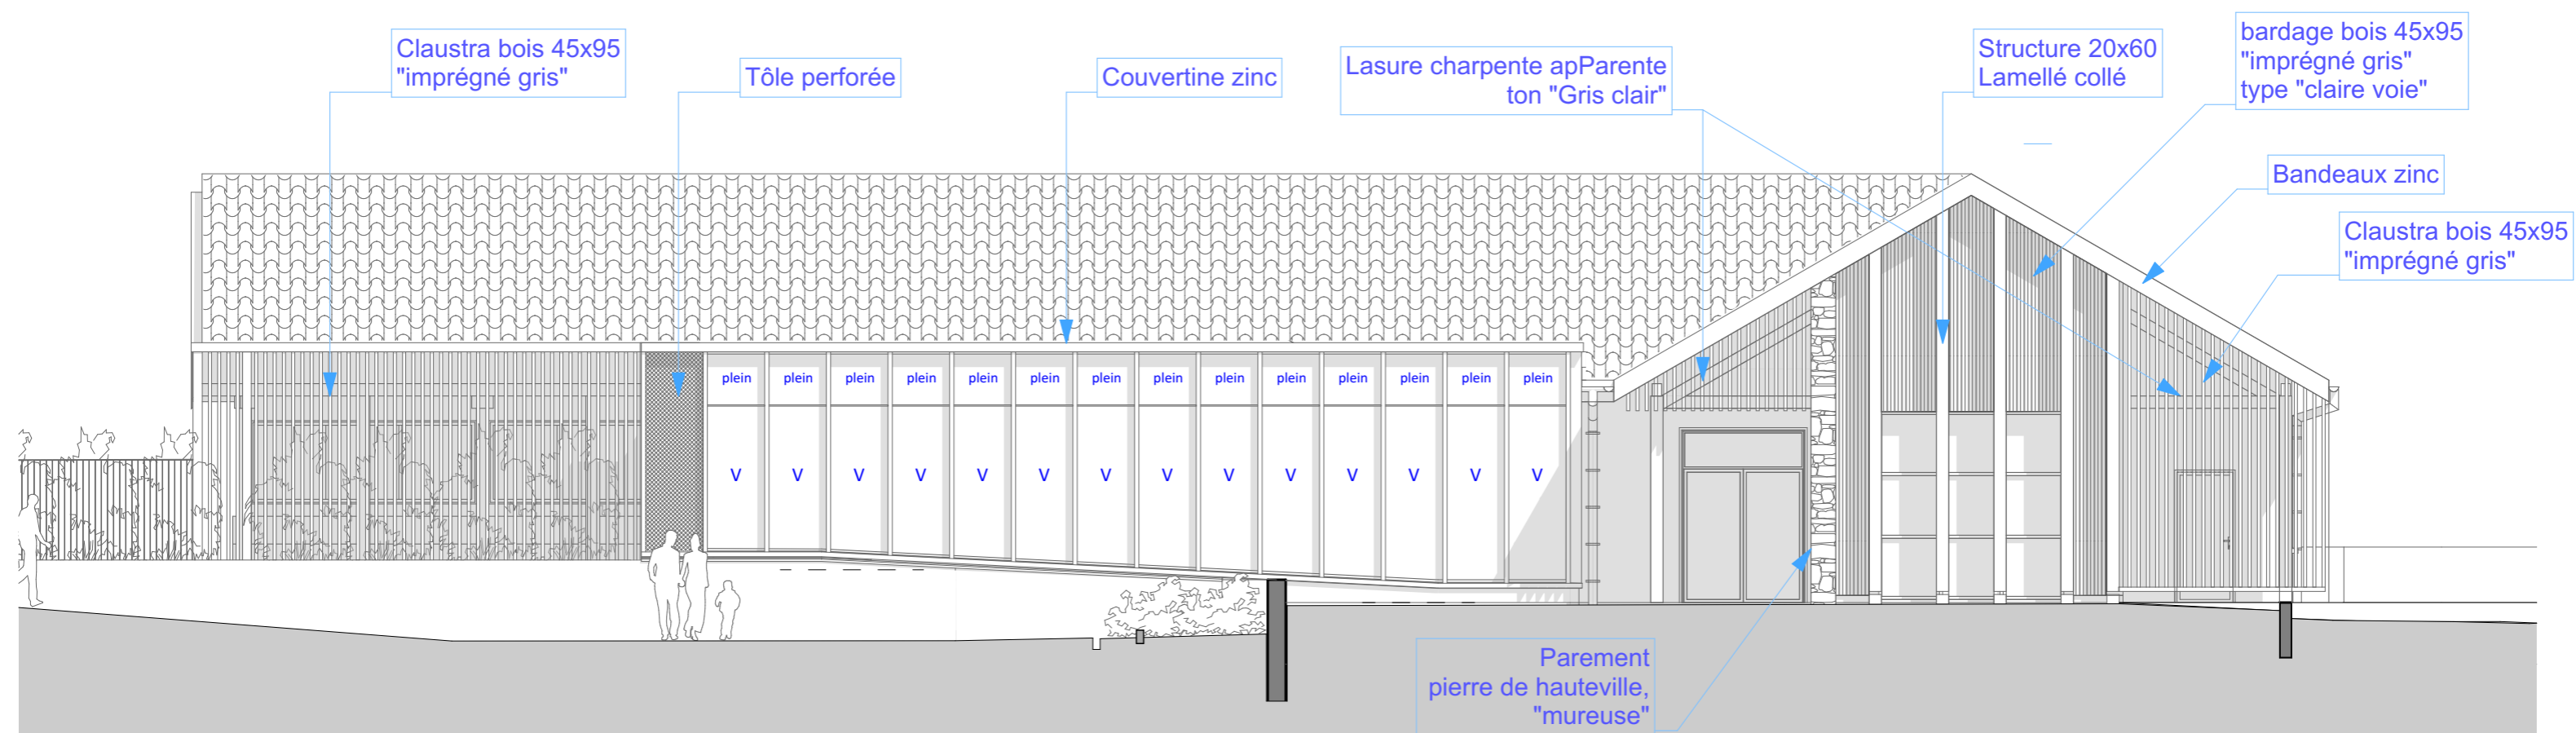 Claustra bois 45x95
"imprégné gris"
Tôle perforée
Couvertine zinc
Lasure charpente apParente
ton "Gris clair"
Structure 20x60
Lamellé collé
bardage bois 45x95
"imprégné gris"
type "claire voie"
Bandeaux zinc
Claustra bois 45x95
"imprégné gris"
plein plein plein plein plein plein plein plein plein plein plein plein plein plein
V V V V V V V V V V V V V V
Parement
pierre de hauteville,
"mureuse"